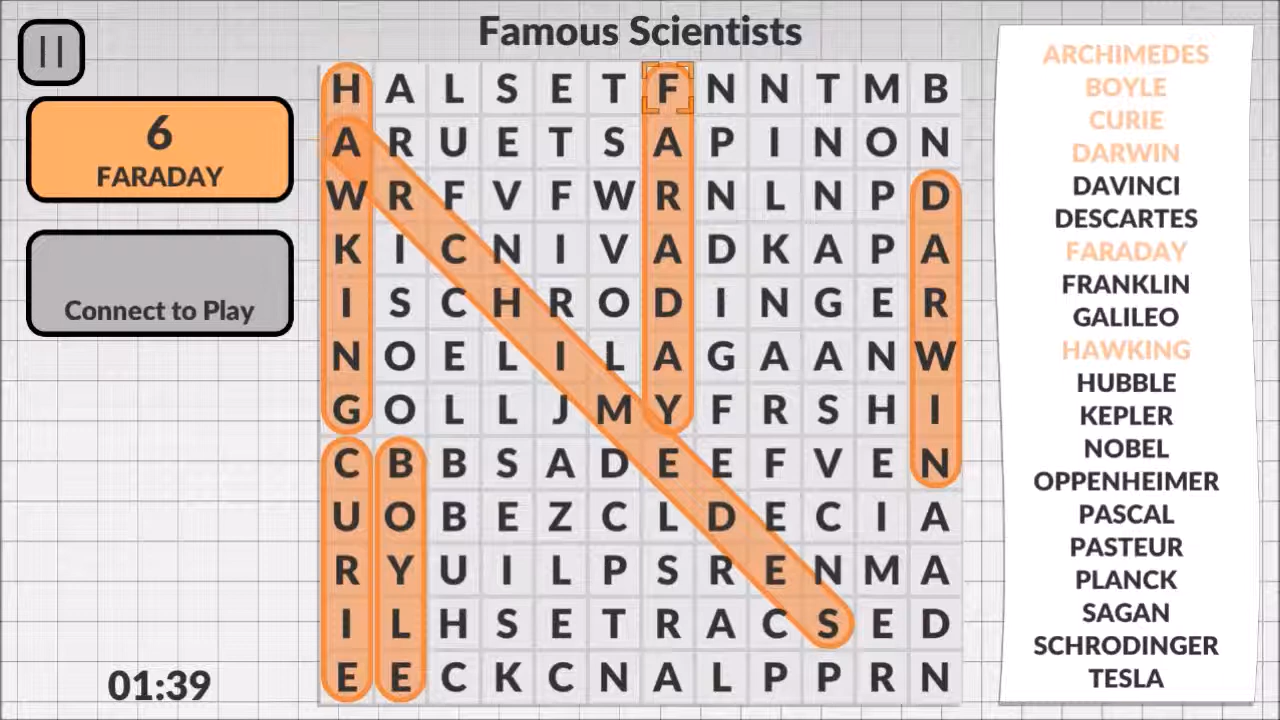 Famous Scientists
6
FARADAY
Connect to Play
01:39
H A L S E T F N N T M B
A R U E T S A P I N O N
W R F V F W R N L N P D
K I C N I V A D K A P A
I S C H R O D I N G E R
N O E L I L A G A A N W
G O L L J M Y F R S H I
C B B S A D E E F V E N
U O B E Z C L D E C I A
R Y U I L P S R E N M A
I L H S E T R A C S E D
E E C K C N A L P P R N
ARCHIMEDES
BOYLE
CURIE
DARWIN
DAVINCI
DESCARTES
FARADAY
FRANKLIN
GALILEO
HAWKING
HUBBLE
KEPLER
NOBEL
OPPENHEIMER
PASCAL
PASTEUR
PLANCK
SAGAN
SCHRODINGER
TESLA